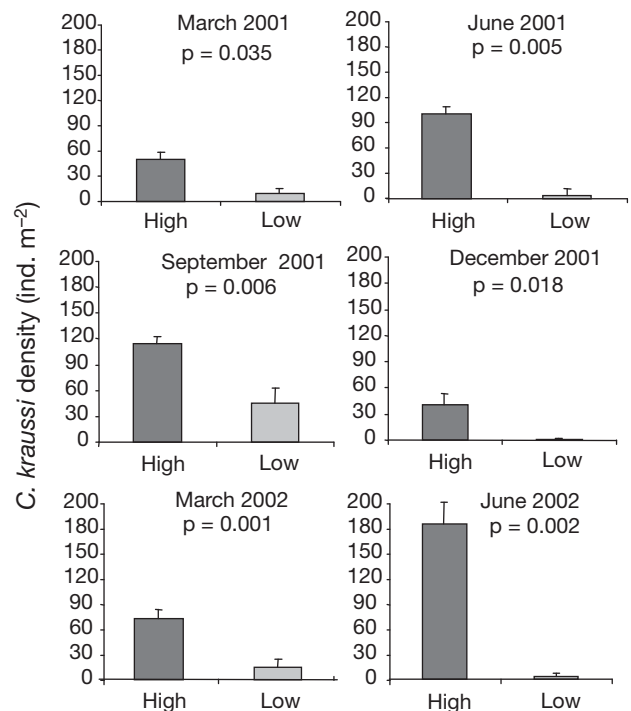 C. kraussi density (ind. m⁻²)
March 2001
p = 0.035
200
180
150
120
90
60
30
0
High Low
June 2001
p = 0.005
200
180
150
120
90
60
30
0
High Low
September 2001
p = 0.006
200
180
150
120
90
60
30
0
High Low
December 2001
p = 0.018
200
180
150
120
90
60
30
0
High Low
March 2002
p = 0.001
200
180
150
120
90
60
30
0
High Low
June 2002
p = 0.002
200
180
150
120
90
60
30
0
High Low